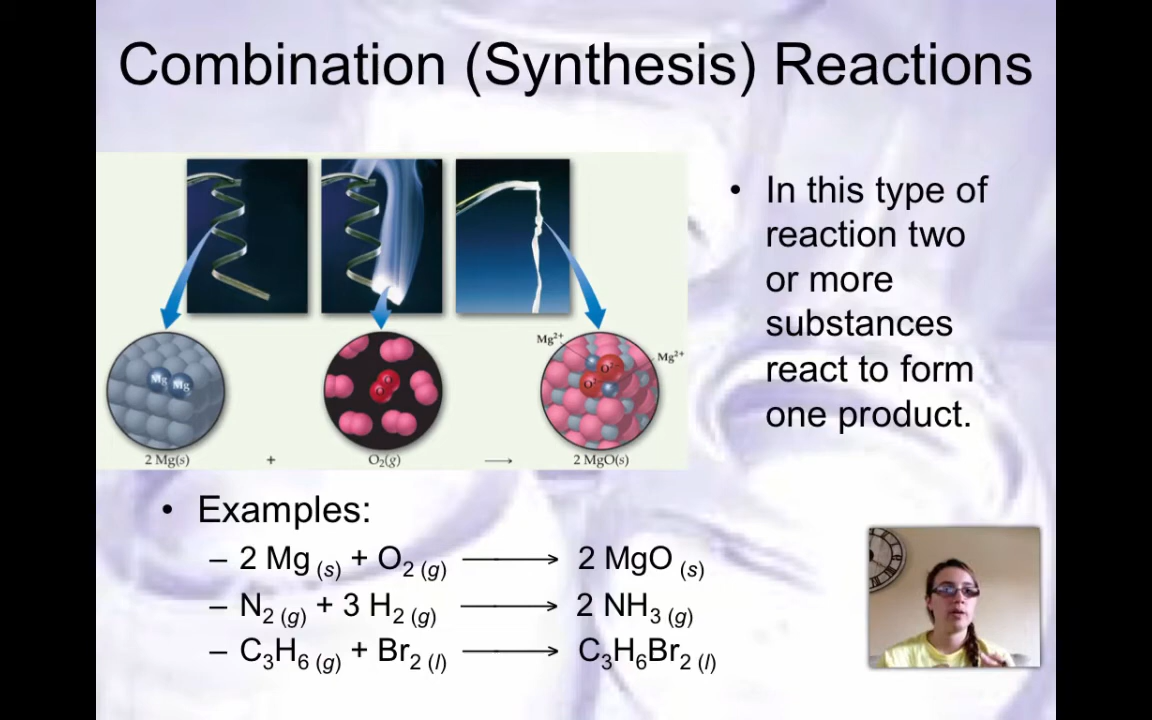 Combination (Synthesis) Reactions
Mg Mg
O O
Mg²⁺
Mg²⁺
2 Mg(s) + O₂(g) → 2 MgO(s)
• In this type of
reaction two
or more
substances
react to form
one product.
• Examples:
– 2 Mg (s) + O₂ (g) → 2 MgO (s)
– N₂ (g) + 3 H₂ (g) → 2 NH₃ (g)
– C₃H₆ (g) + Br₂ (l) → C₃H₆Br₂ (l)